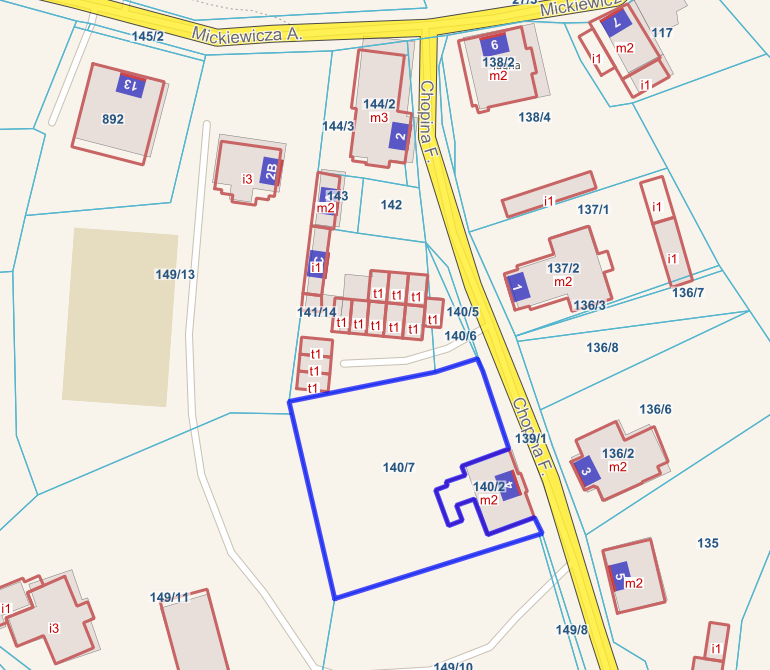 27/3
Mickiewicza
145/2
Mickiewicza A.
7
117
i1
m2
i1
9
138/2
m2
13
892
144/2
m3
144/3
2
Chopina F.
138/4
2B
i3
143
m2
142
i1
137/1
i1
i1
i1
149/13
137/2
m2
1
136/3
136/7
t1
t1
t1
141/14
t1
t1
t1
t1
t1
t1
140/5
140/6
136/8
t1
t1
t1
Chopina F.
139/1
136/6
136/2
m2
3
140/7
140/2
m2
4
135
5
m2
149/11
i1
i3
149/8
i1
149/10